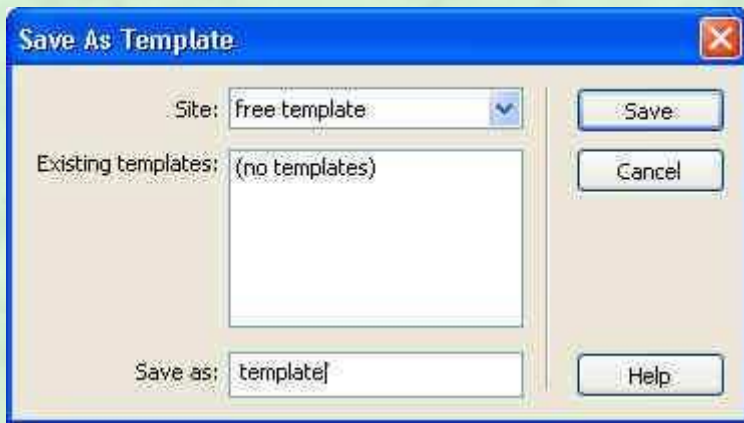 Save As Template
Site: free template
Save
Existing templates: (no templates)
Cancel
Save as: template
Help